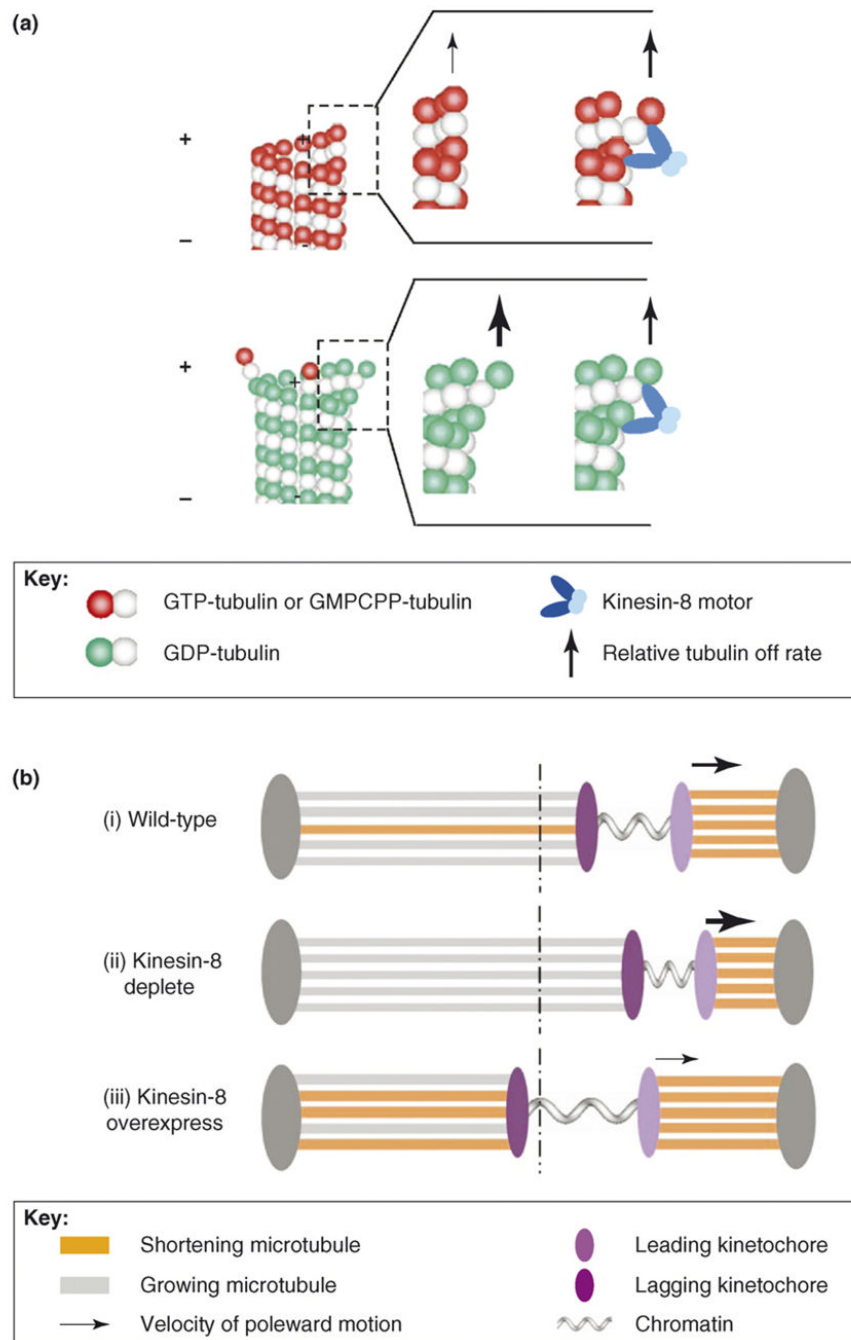 (a)
+
+
–
-
+
+
–
-
Key:
GTP-tubulin or GMPCPP-tubulin
Kinesin-8 motor
GDP-tubulin
Relative tubulin off rate
(b)
(i) Wild-type
(ii) Kinesin-8
deplete
(iii) Kinesin-8
overexpress
Key:
Shortening microtubule
Leading kinetochore
Growing microtubule
Lagging kinetochore
Velocity of poleward motion
Chromatin